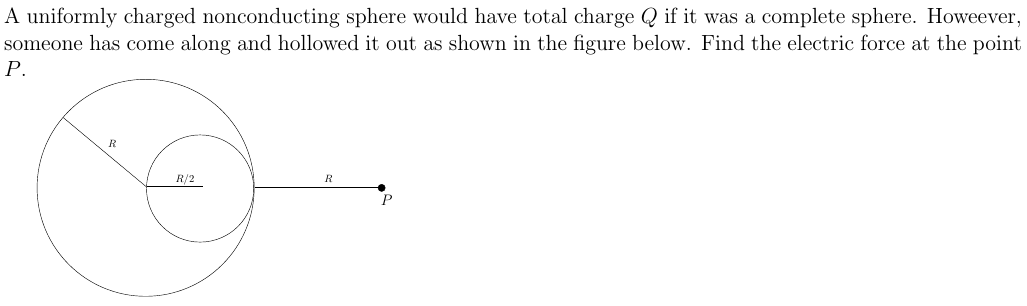 A uniformly charged nonconducting sphere would have total charge Q if it was a complete sphere. Howeever,
someone has come along and hollowed it out as shown in the figure below. Find the electric force at the point
P.
R
R/2
R
P